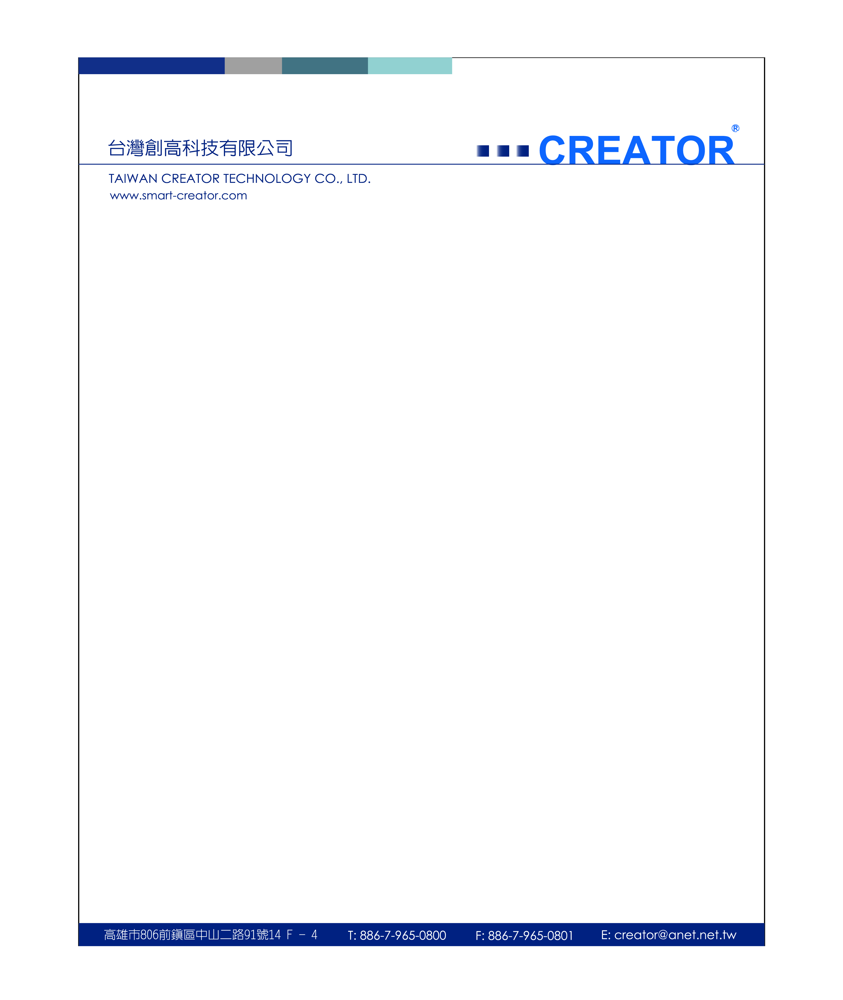 台灣創高科技有限公司
CREATOR®
TAIWAN CREATOR TECHNOLOGY CO., LTD.
www.smart-creator.com
高雄市806前鎮區中山二路91號14 F - 4 T: 886-7-965-0800 F: 886-7-965-0801 E: creator@anet.net.tw